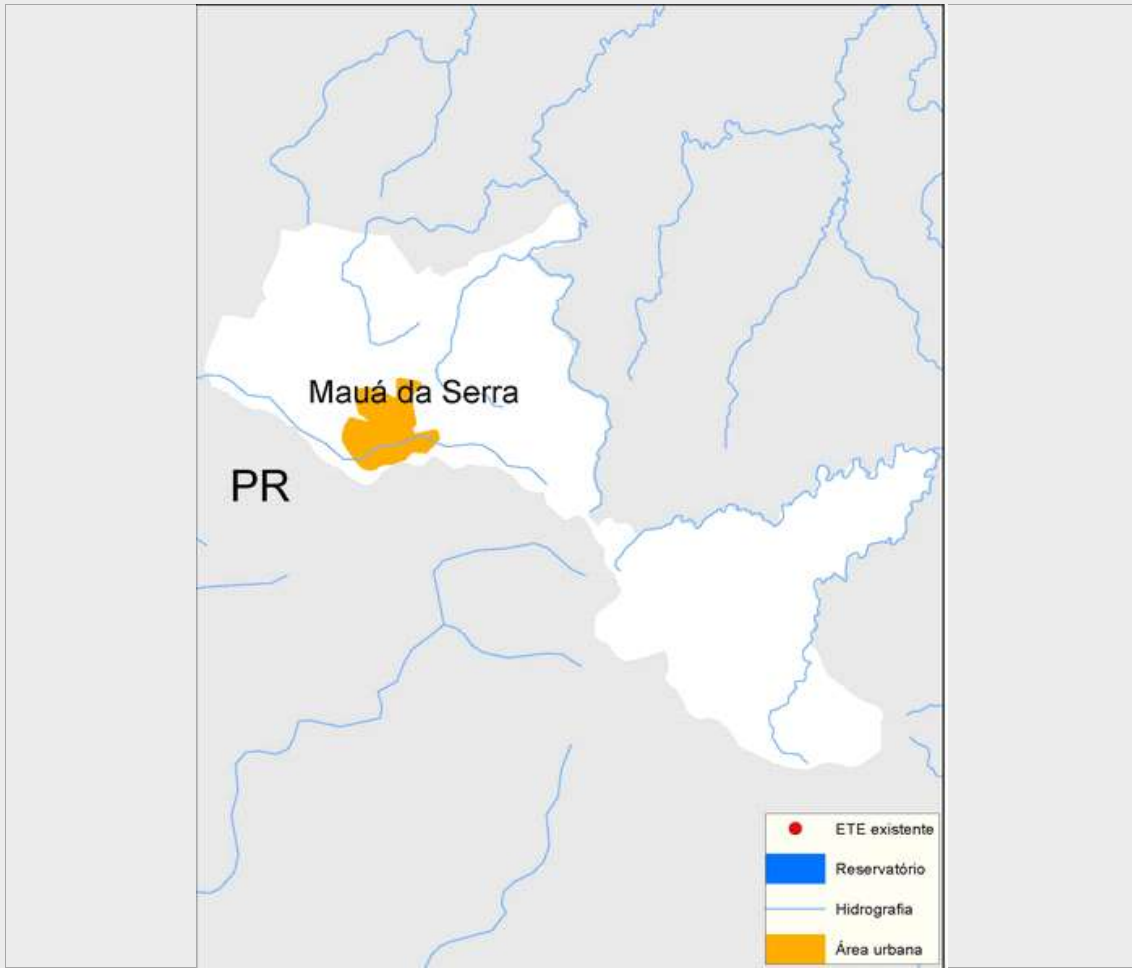 Mauá da Serra
PR
ETE existente
Reservatório
Hidrografia
Área urbana